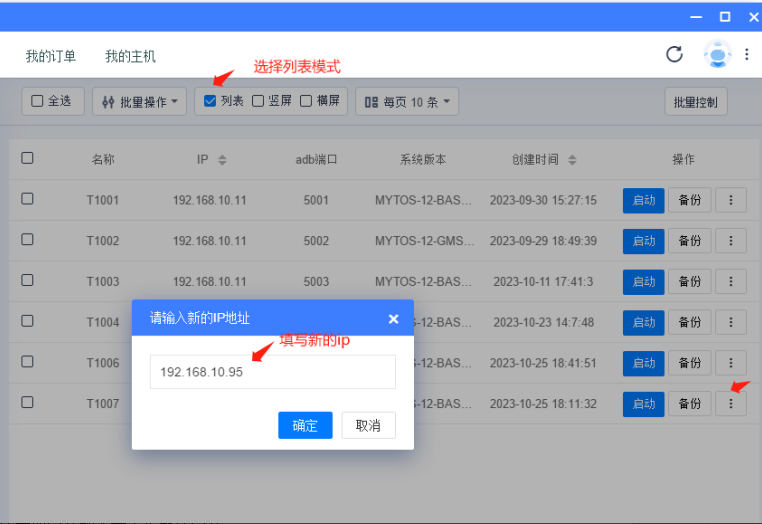 我的订单 我的主机
选择列表模式
全选 批量操作 列表 竖屏 横屏 每页 10 条 批量控制
名称 IP adb端口 系统版本 创建时间 操作
T1001 192.168.10.11 5001 MYTOS-12-BAS... 2023-09-30 15:27:15 启动 备份
T1002 192.168.10.11 5002 MYTOS-12-GMS... 2023-09-29 18:49:39 启动 备份
T1003 192.168.10.11 5003 MYTOS-12-BAS... 2023-10-11 17:41:3 启动 备份
T1004 S-12-BAS... 2023-10-23 14:7:48 启动 备份
T1006 S-12-BAS... 2023-10-25 18:41:51 启动 备份
T1007 S-12-BAS... 2023-10-25 18:11:32 启动 备份
请输入新的IP地址
填写新的ip
192.168.10.95
确定 取消